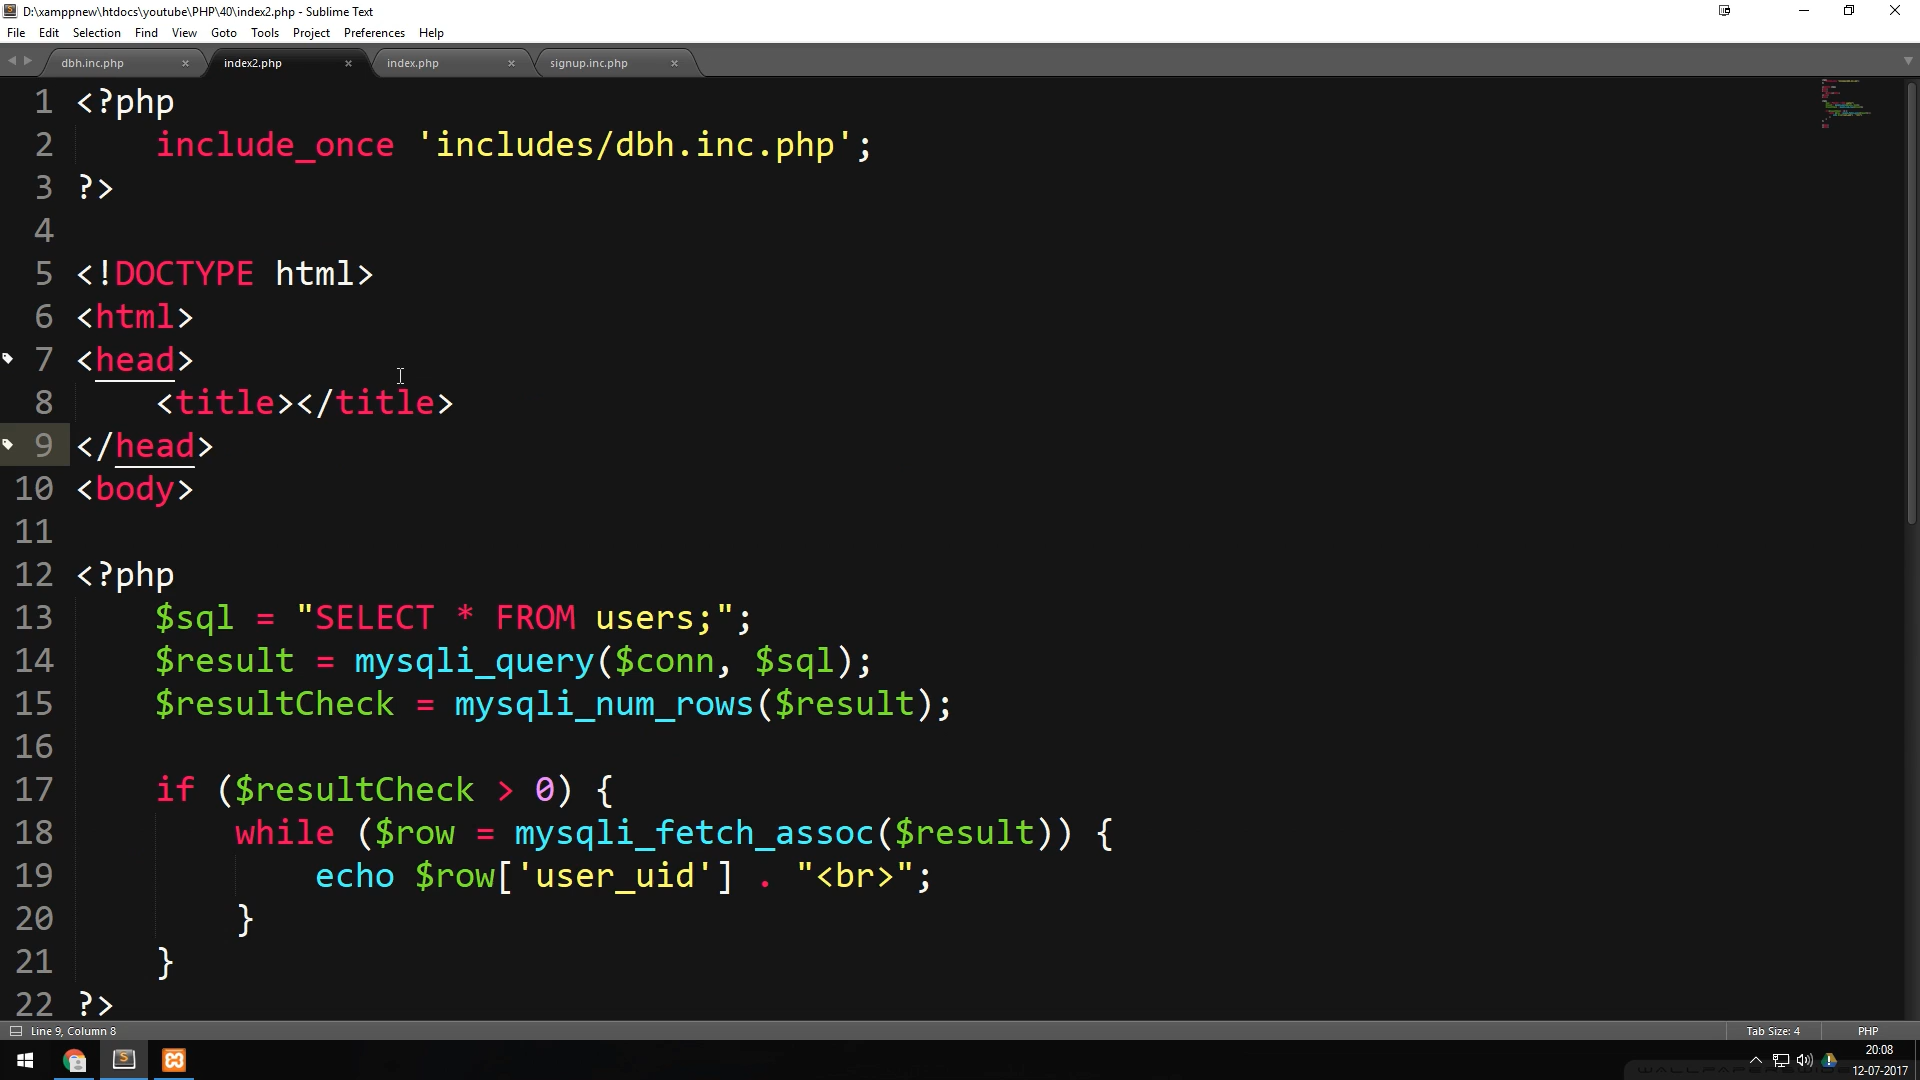 D:\xamppnew\htdocs\youtube\PHP\40\index2.php - Sublime Text
File Edit Selection Find View Goto Tools Project Preferences Help
dbh.inc.php × index2.php × index.php × signup.inc.php ×
1 <?php
2 include_once 'includes/dbh.inc.php';
3 ?>
4
5 <!DOCTYPE html>
6 <html>
7 <head>
8 <title></title>
9 </head>
10 <body>
11
12 <?php
13 $sql = "SELECT * FROM users;";
14 $result = mysqli_query($conn, $sql);
15 $resultCheck = mysqli_num_rows($result);
16
17 if ($resultCheck > 0) {
18 while ($row = mysqli_fetch_assoc($result)) {
19 echo $row['user_uid'] . "<br>";
20 }
21 }
22 ?>
Line 9, Column 8 Tab Size: 4 PHP
20:08
12-07-2017